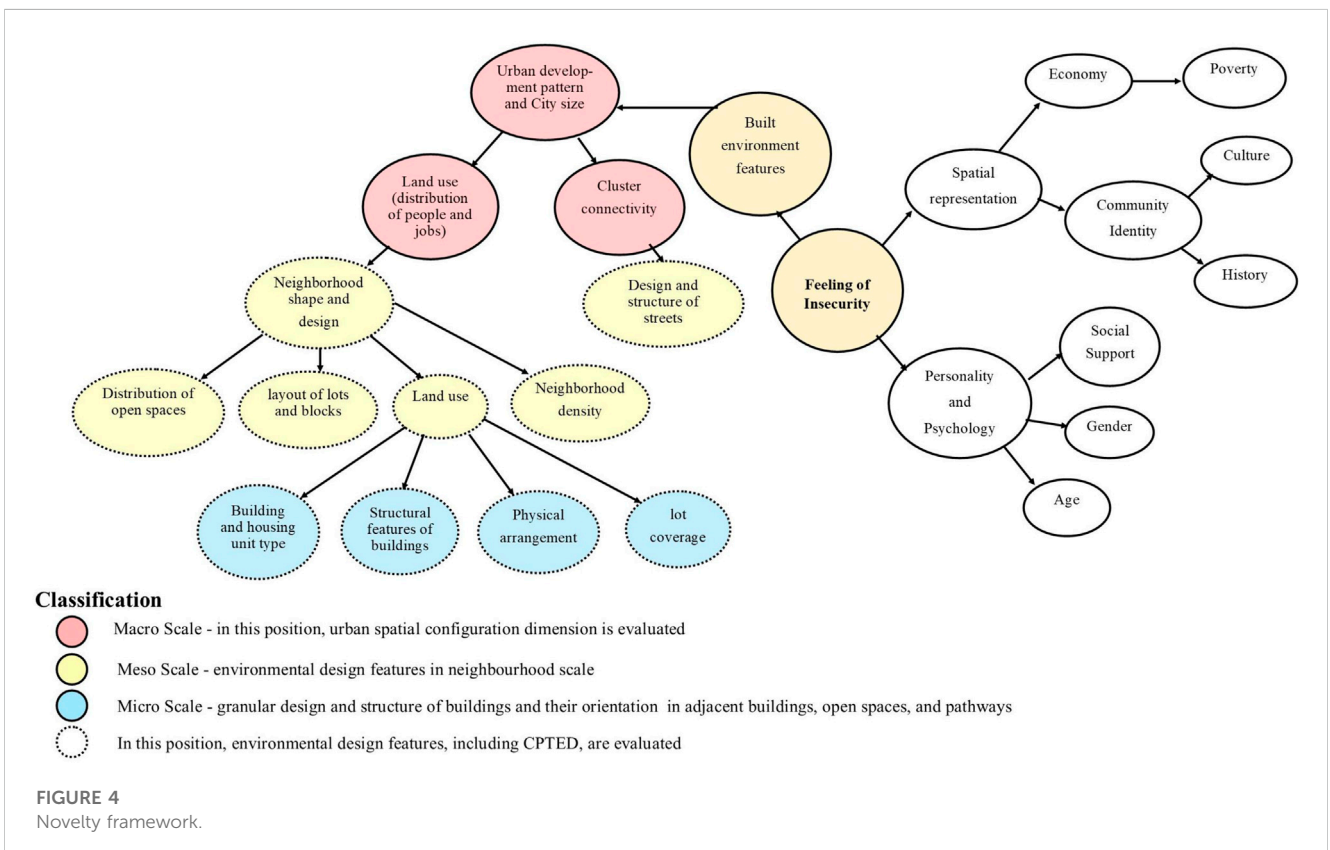 Urban develop-
ment pattern
and City size
Built
environment
features
Economy
Poverty
Land use
(distribution
of people and
jobs)
Cluster
connectivity
Spatial
representation
Culture
Community
Identity
History
Neighborhood
shape and
design
Design and
structure of
streets
Feeling of
Insecurity
Social
Support
Distribution of
open spaces
layout of lots
and blocks
Land use
Neighborhood
density
Personality
and
Psychology
Gender
Age
Building
and housing
unit type
Structural
features of
buildings
Physical
arrangement
lot
coverage
Classification
Macro Scale - in this position, urban spatial configuration dimension is evaluated
Meso Scale - environmental design features in neighbourhood scale
Micro Scale - granular design and structure of buildings and their orientation in adjacent buildings, open spaces, and pathways
In this position, environmental design features, including CPTED, are evaluated
FIGURE 4
Novelty framework.